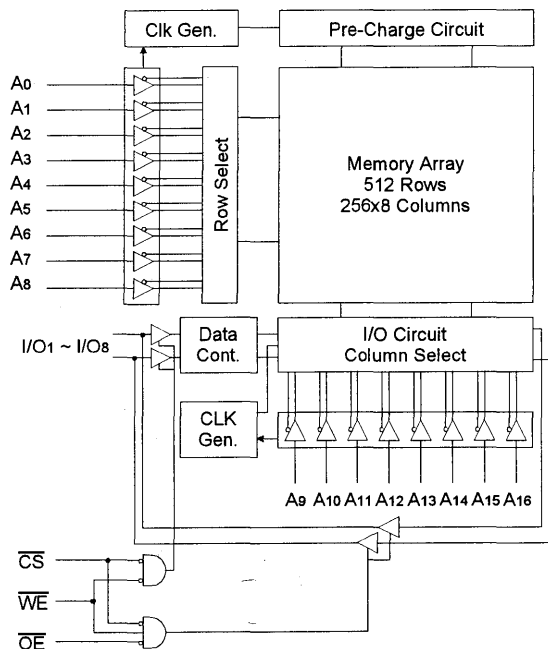 Clk Gen.
Pre-Charge Circuit
A0
A1
A2
A3
A4
A5
A6
A7
A8
Row Select
Memory Array
512 Rows
256x8 Columns
I/O1 ~ I/O8
Data
Cont.
I/O Circuit
Column Select
CLK
Gen.
A9 A10 A11 A12 A13 A14 A15 A16
CS
WE
OE